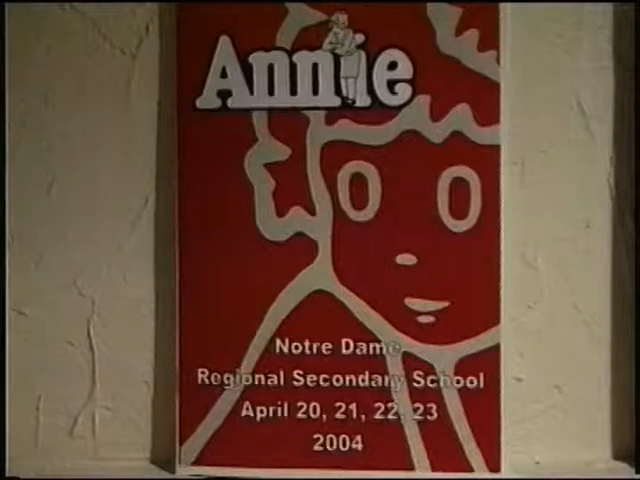 Annie
Notre Dame
Regional Secondary School
April 20, 21, 22, 23
2004